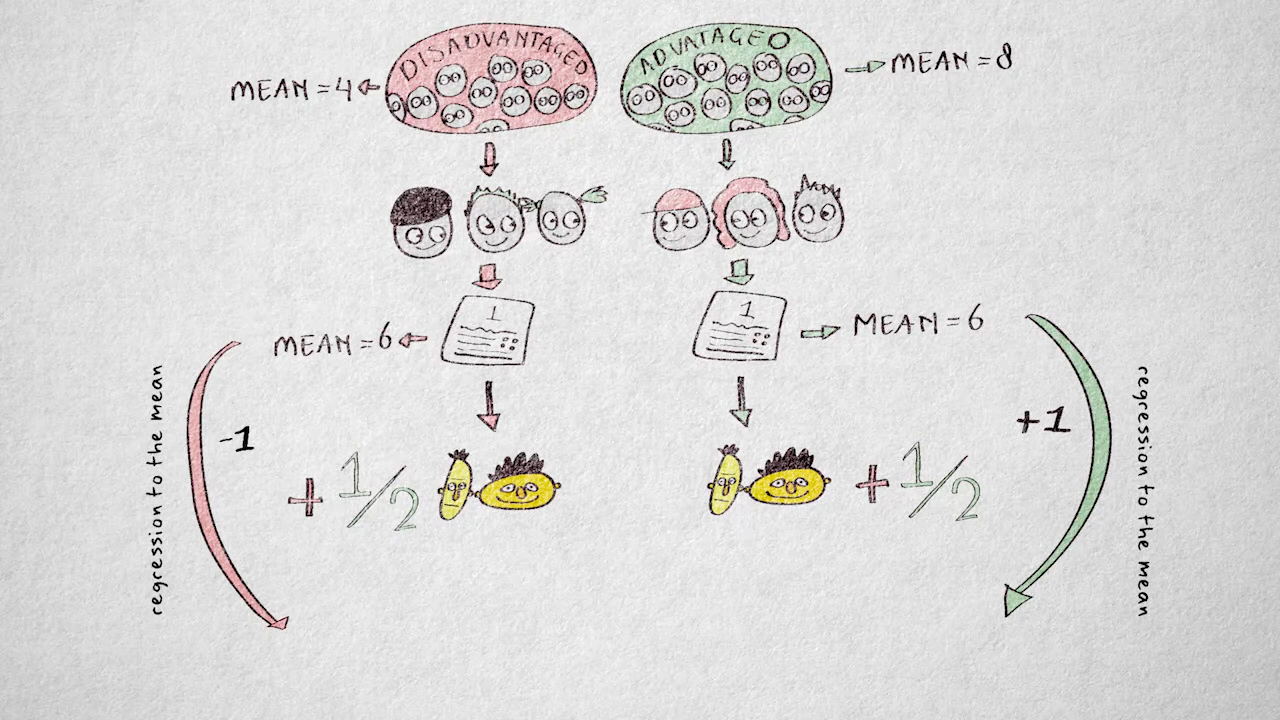 DISADVANTAGED
ADVATAGED
MEAN = 4
MEAN = 8
1
1
MEAN = 6
MEAN = 6
regression to the mean
-1
+ 1/2
+ 1/2
+1
regression to the mean